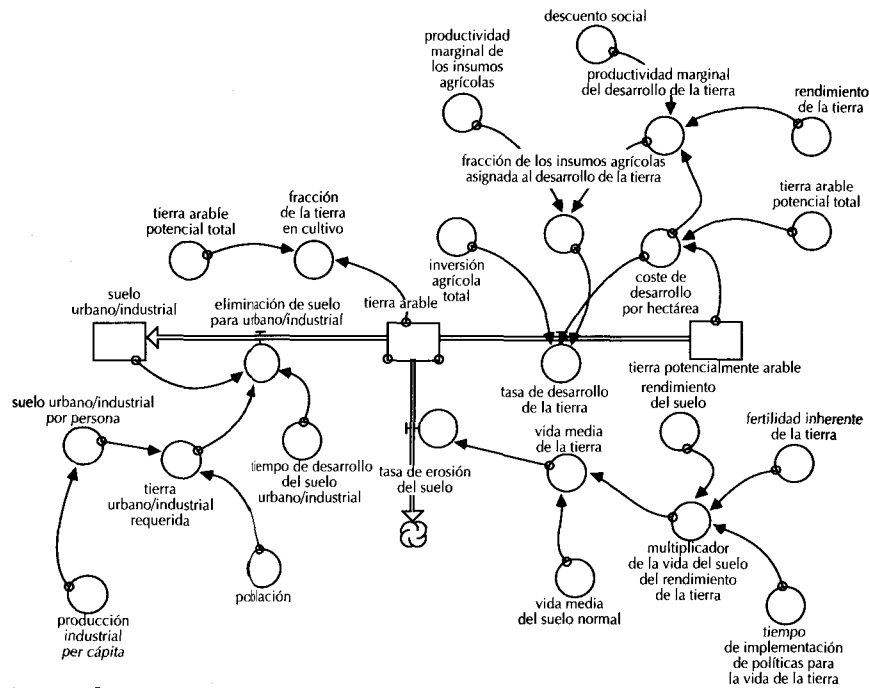 descuento social
productividad
marginal de
los insumos
agrícolas
productividad marginal
del desarrollo de la tierra
rendimiento
de la tierra
fracción de los insumos agrícolas
asignada al desarrollo de la tierra
tierra arable
potencial total
fracción
de la tierra
en cultivo
tierra arable
potencial total
inversión
agrícola
total
coste de
desarrollo
por hectárea
suelo
urbano/industrial
eliminación de suelo
para urbano/industrial
tierra arable
tierra potencialmente arable
tasa de desarrollo
de la tierra
rendimiento
del suelo
suelo urbano/industrial
por persona
fertilidad inherente
de la tierra
vida media
de la tierra
tiempo de desarrollo
del suelo
urbano/industrial
tasa de erosión
del suelo
tierra
urbano/industrial
requerida
multiplicador
de la vida del suelo
del rendimiento
de la tierra
población
vida media
del suelo normal
producción
industrial
per cápita
tiempo
de implementación
de políticas para
la vida de la tierra